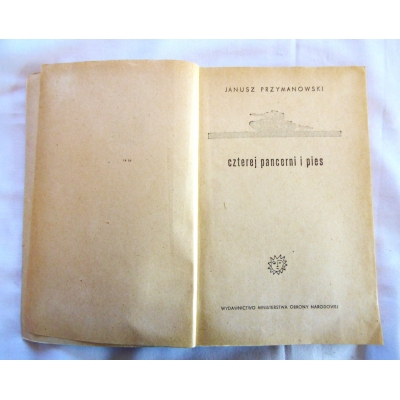 JANUSZ PRZYMANOWSKI
czterej pancerni i pies
WYDAWNICTWO MINISTERSTWA OBRONY NARODOWEJ